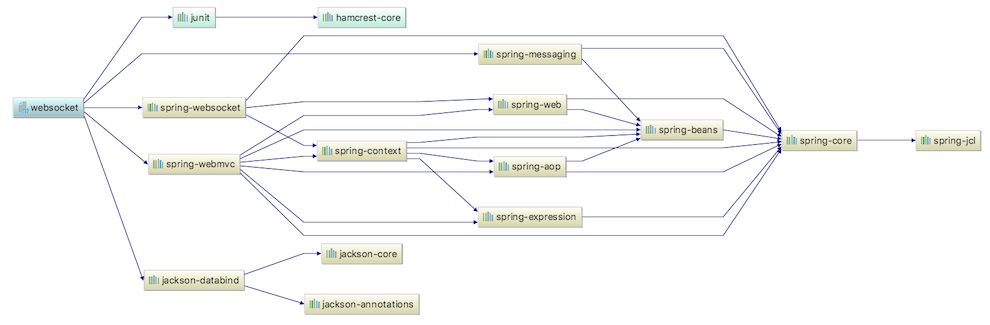 junit
hamcrest-core
spring-messaging
websocket
spring-websocket
spring-web
spring-beans
spring-core
spring-jcl
spring-context
spring-webmvc
spring-aop
spring-expression
jackson-core
jackson-databind
jackson-annotations